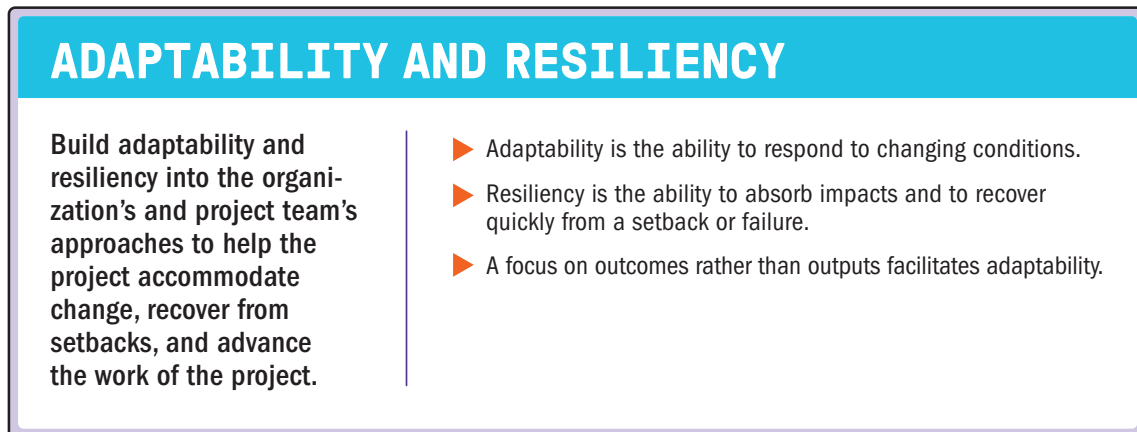 ADAPTABILITY AND RESILIENCY
Build adaptability and
resiliency into the organi-
zation's and project team's
approaches to help the
project accommodate
change, recover from
setbacks, and advance
the work of the project.
Adaptability is the ability to respond to changing conditions.
Resiliency is the ability to absorb impacts and to recover
quickly from a setback or failure.
A focus on outcomes rather than outputs facilitates adaptability.